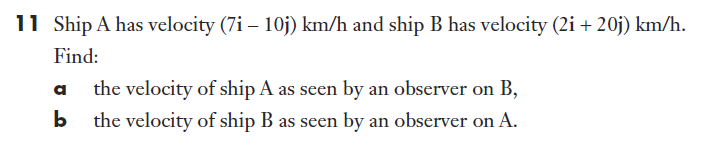 11 Ship A has velocity (7i – 10j) km/h and ship B has velocity (2i + 20j) km/h.
Find:
a the velocity of ship A as seen by an observer on B,
b the velocity of ship B as seen by an observer on A.